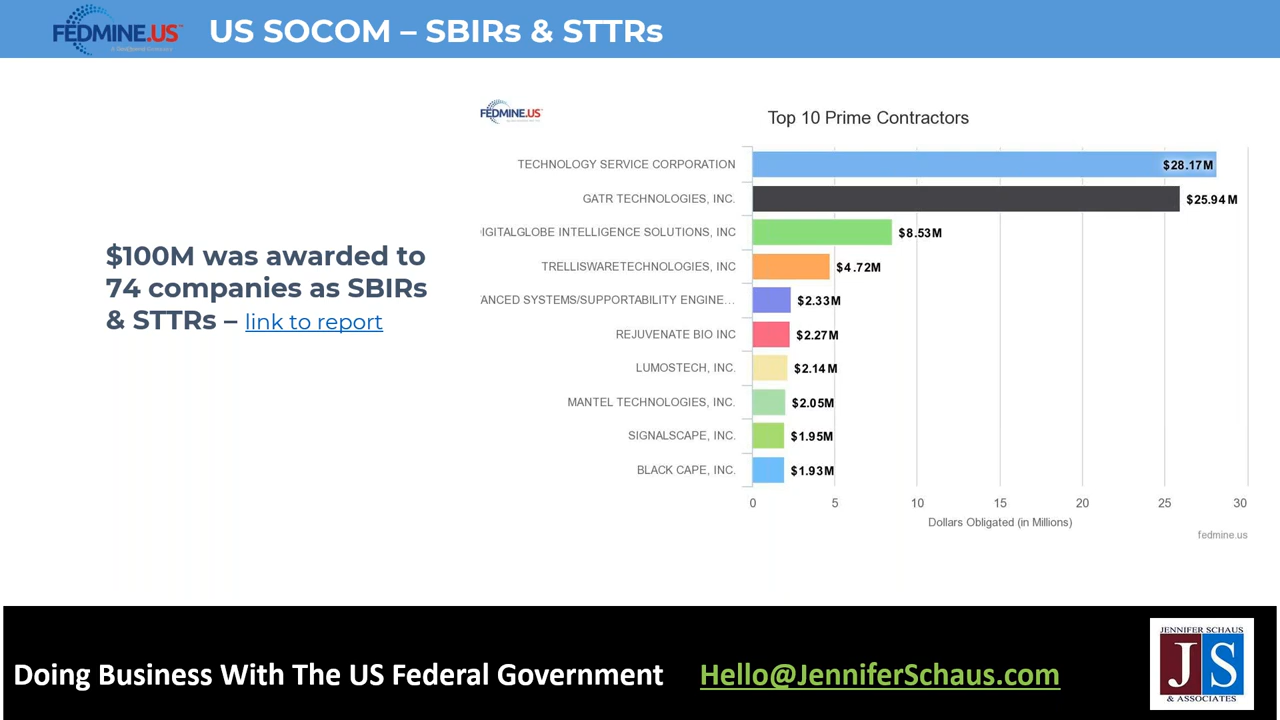 FEDMINE.US™
US SOCOM – SBIRs & STTRs
FEDMINE.US
Top 10 Prime Contractors
TECHNOLOGY SERVICE CORPORATION $28.17M
GATR TECHNOLOGIES, INC. $25.94M
IGITALGLOBE INTELLIGENCE SOLUTIONS, INC $8.53M
TRELLISWARETECHNOLOGIES, INC $4.72M
ANCED SYSTEMS/SUPPORTABILITY ENGINE… $2.33M
REJUVENATE BIO INC $2.27M
LUMOSTECH, INC. $2.14M
MANTEL TECHNOLOGIES, INC. $2.05M
SIGNALSCAPE, INC. $1.95M
BLACK CAPE, INC. $1.93M
0 5 10 15 20 25 30
Dollars Obligated (in Millions)
fedmine.us
$100M was awarded to
74 companies as SBIRs
& STTRs – link to report
Doing Business With The US Federal Government Hello@JenniferSchaus.com
JENNIFER SCHAUS
JS
& ASSOCIATES